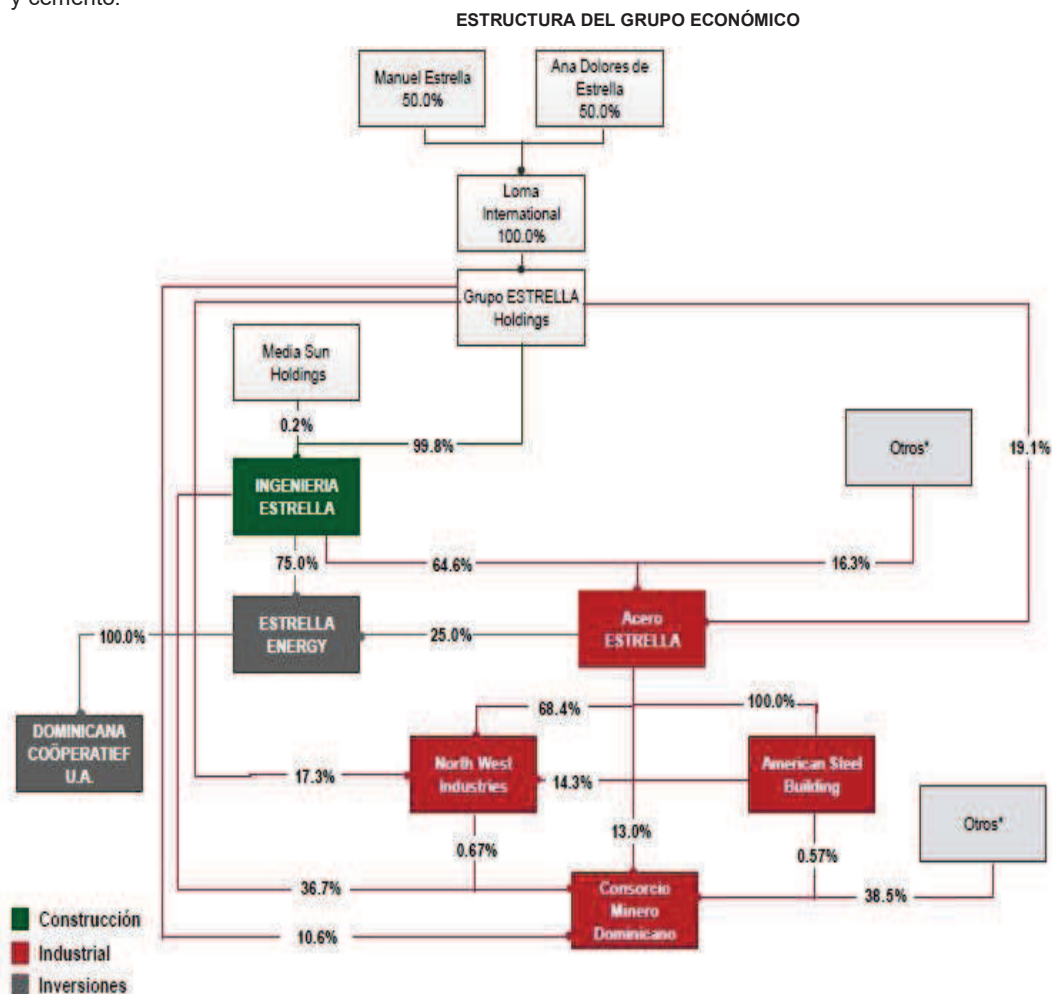 y cemento.
ESTRUCTURA DEL GRUPO ECONÓMICO
Manuel Estrella
50.0%
Ana Dolores de
Estrella
50.0%
Loma
International
100.0%
Grupo ESTRELLA
Holdings
Media Sun
Holdings
0.2%
99.8%
Otros*
19.1%
INGENIERIA
ESTRELLA
75.0%
64.6%
16.3%
ESTRELLA
ENERGY
Acero
ESTRELLA
100.0%
25.0%
DOMINICANA
COÖPERATIEF
U.A.
68.4%
100.0%
North West
Industries
American Steel
Building
17.3%
14.3%
Otros*
13.0%
0.67%
0.57%
36.7%
Consorcio
Minero
Dominicano
38.5%
10.6%
Construcción
Industrial
Inversiones